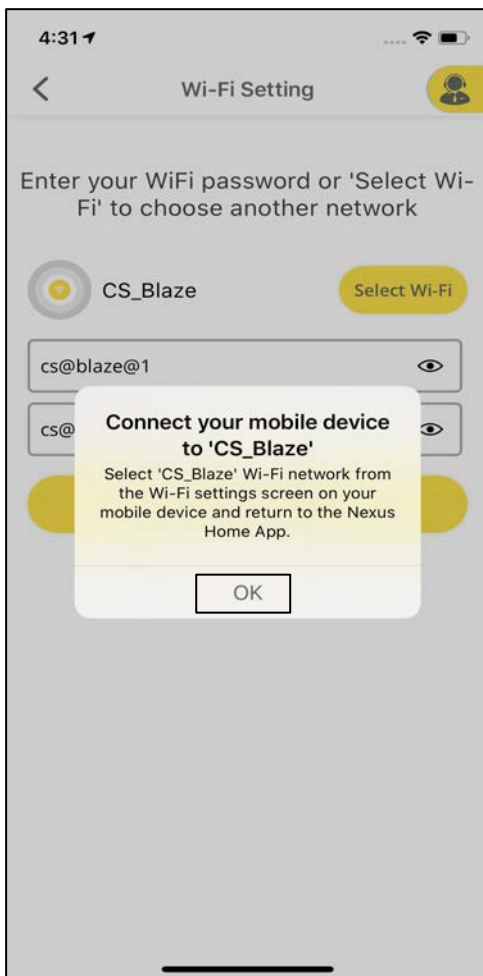 4:31
Wi-Fi Setting
Enter your WiFi password or 'Select Wi-
Fi' to choose another network
CS_Blaze
Select Wi-Fi
cs@blaze@1
cs@
Connect your mobile device
to 'CS_Blaze'
Select 'CS_Blaze' Wi-Fi network from
the Wi-Fi settings screen on your
mobile device and return to the Nexus
Home App.
OK